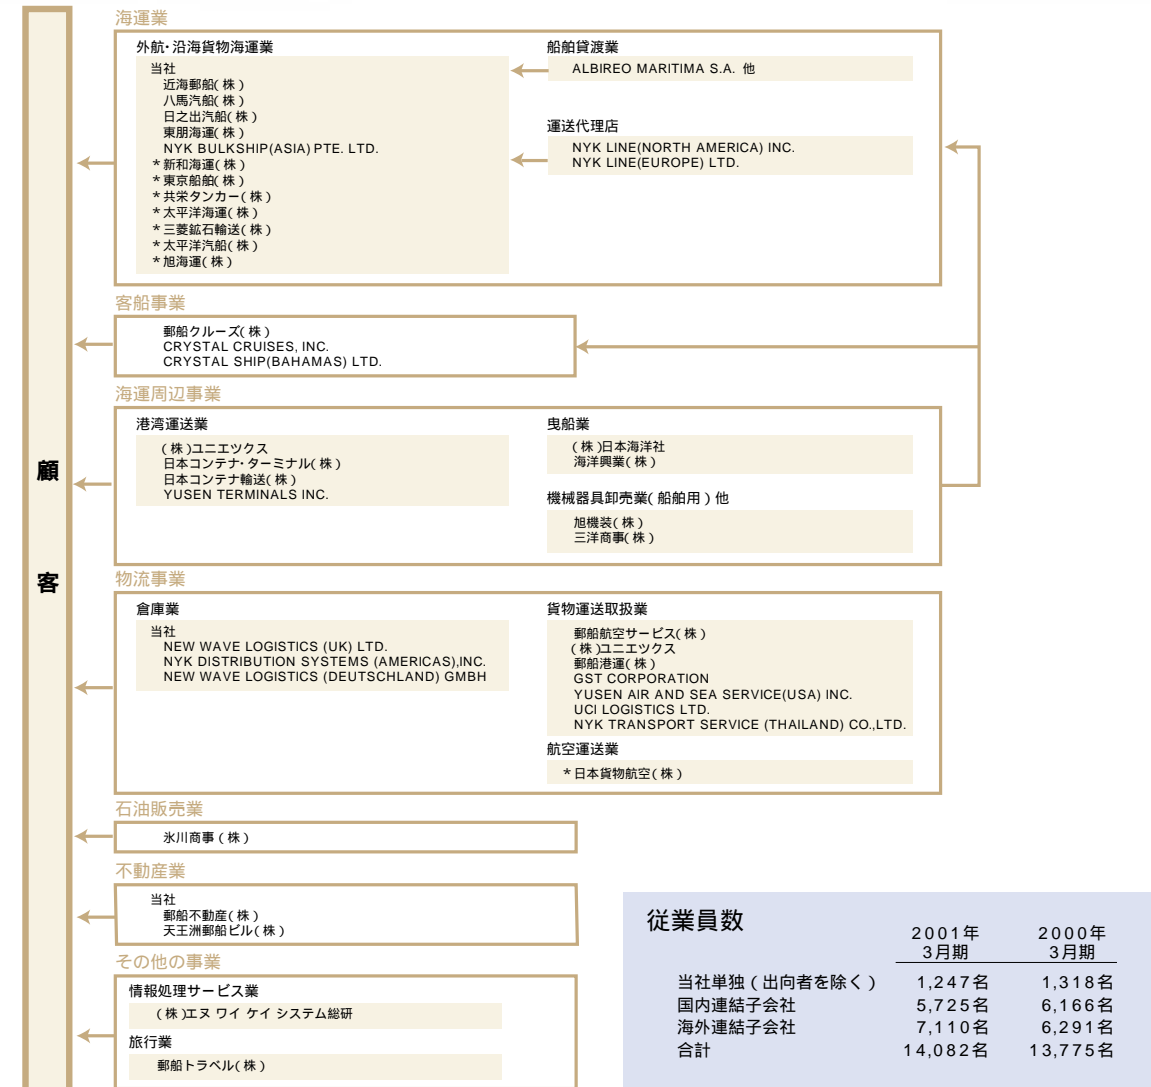 顧客
海運業
外航・沿海貨物海運業
当社
近海郵船(株)
八馬汽船(株)
日之出汽船(株)
東朋海運(株)
NYK BULKSHIP(ASIA) PTE. LTD.
*新和海運(株)
*東京船舶(株)
*共栄タンカー(株)
*太平洋海運(株)
*三菱鉱石輸送(株)
*太平洋汽船(株)
*旭海運(株)
船舶貸渡業
ALBIREO MARITIMA S.A. 他
運送代理店
NYK LINE(NORTH AMERICA) INC.
NYK LINE(EUROPE) LTD.
客船事業
郵船クルーズ(株)
CRYSTAL CRUISES, INC.
CRYSTAL SHIP(BAHAMAS) LTD.
海運周辺事業
港湾運送業
(株)ユニエツクス
日本コンテナ・ターミナル(株)
日本コンテナ輸送(株)
YUSEN TERMINALS INC.
曳船業
(株)日本海洋社
海洋興業(株)
機械器具卸売業(船舶用)他
旭機装(株)
三洋商事(株)
物流事業
倉庫業
当社
NEW WAVE LOGISTICS (UK) LTD.
NYK DISTRIBUTION SYSTEMS (AMERICAS),INC.
NEW WAVE LOGISTICS (DEUTSCHLAND) GMBH
貨物運送取扱業
郵船航空サービス(株)
(株)ユニエツクス
郵船港運(株)
GST CORPORATION
YUSEN AIR AND SEA SERVICE(USA) INC.
UCI LOGISTICS LTD.
NYK TRANSPORT SERVICE (THAILAND) CO.,LTD.
航空運送業
*日本貨物航空(株)
石油販売業
氷川商事(株)
不動産業
当社
郵船不動産(株)
天王洲郵船ビル(株)
その他の事業
情報処理サービス業
(株)エヌ ワイ ケイ システム総研
旅行業
郵船トラベル(株)
従業員数
2001年 2000年
3月期 3月期
当社単独(出向者を除く) 1,247名 1,318名
国内連結子会社 5,725名 6,166名
海外連結子会社 7,110名 6,291名
合計 14,082名 13,775名